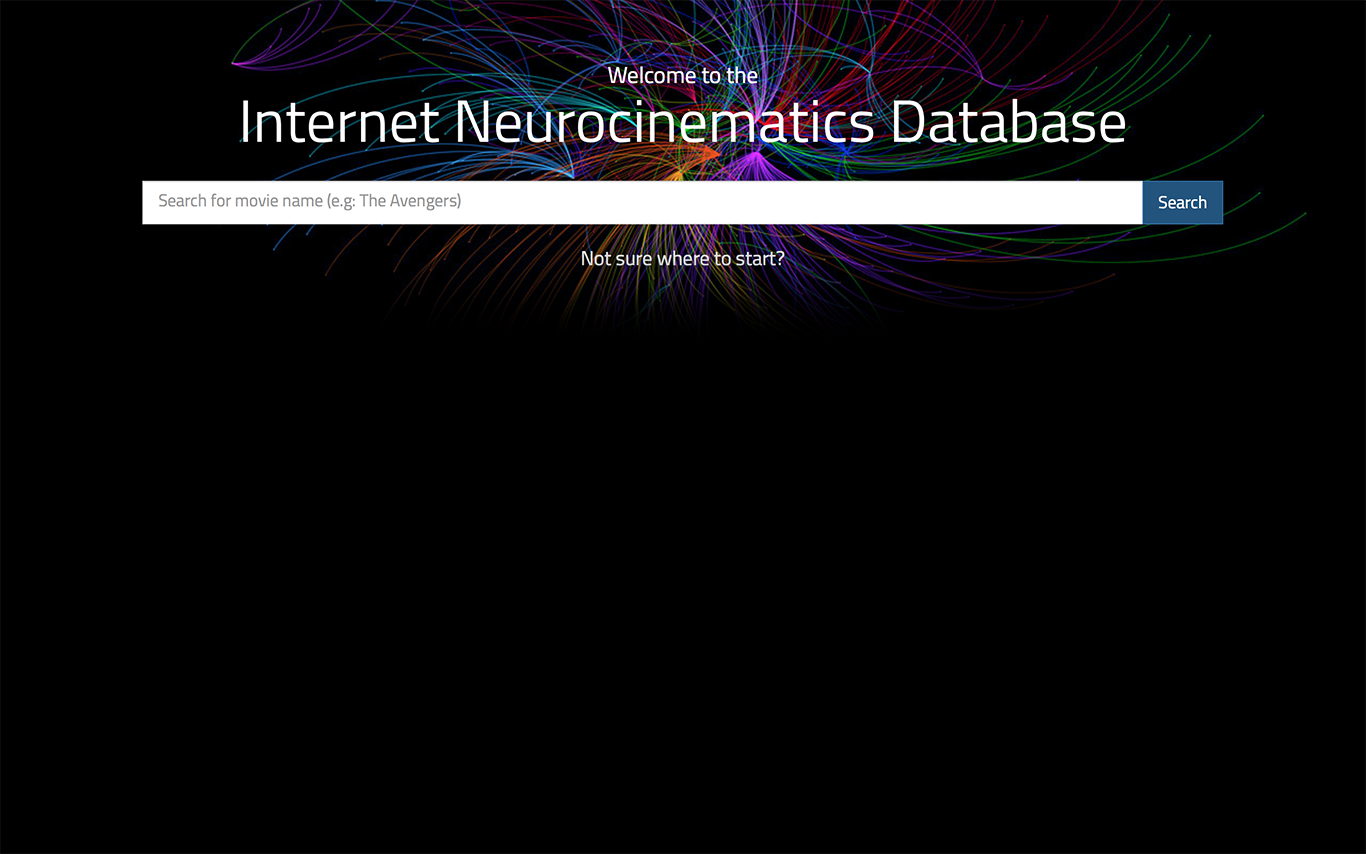 Welcome to the
Internet Neurocinematics Database
Search for movie name (e.g: The Avengers)
Search
Not sure where to start?